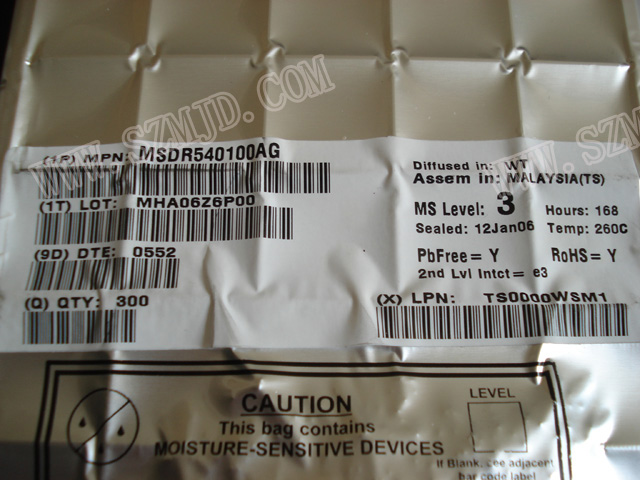 WWW.SZMJD.COM
WWW.SZM
(1P) MPN: MSDR540100AG
(1T) LOT: MHA06Z6P00
(9D) DTE: 0552
(Q) QTY: 300
Diffused in: WT
Assem in: MALAYSIA(TS)
MS Level: 3 Hours: 168
Sealed: 12Jan06 Temp: 260C
PbFree= Y RoHS= Y
2nd Lvl Intct= e3
(X) LPN: TS0000WSM1
CAUTION
This bag contains
MOISTURE-SENSITIVE DEVICES
LEVEL
If Blank, see adjacent
bar code label